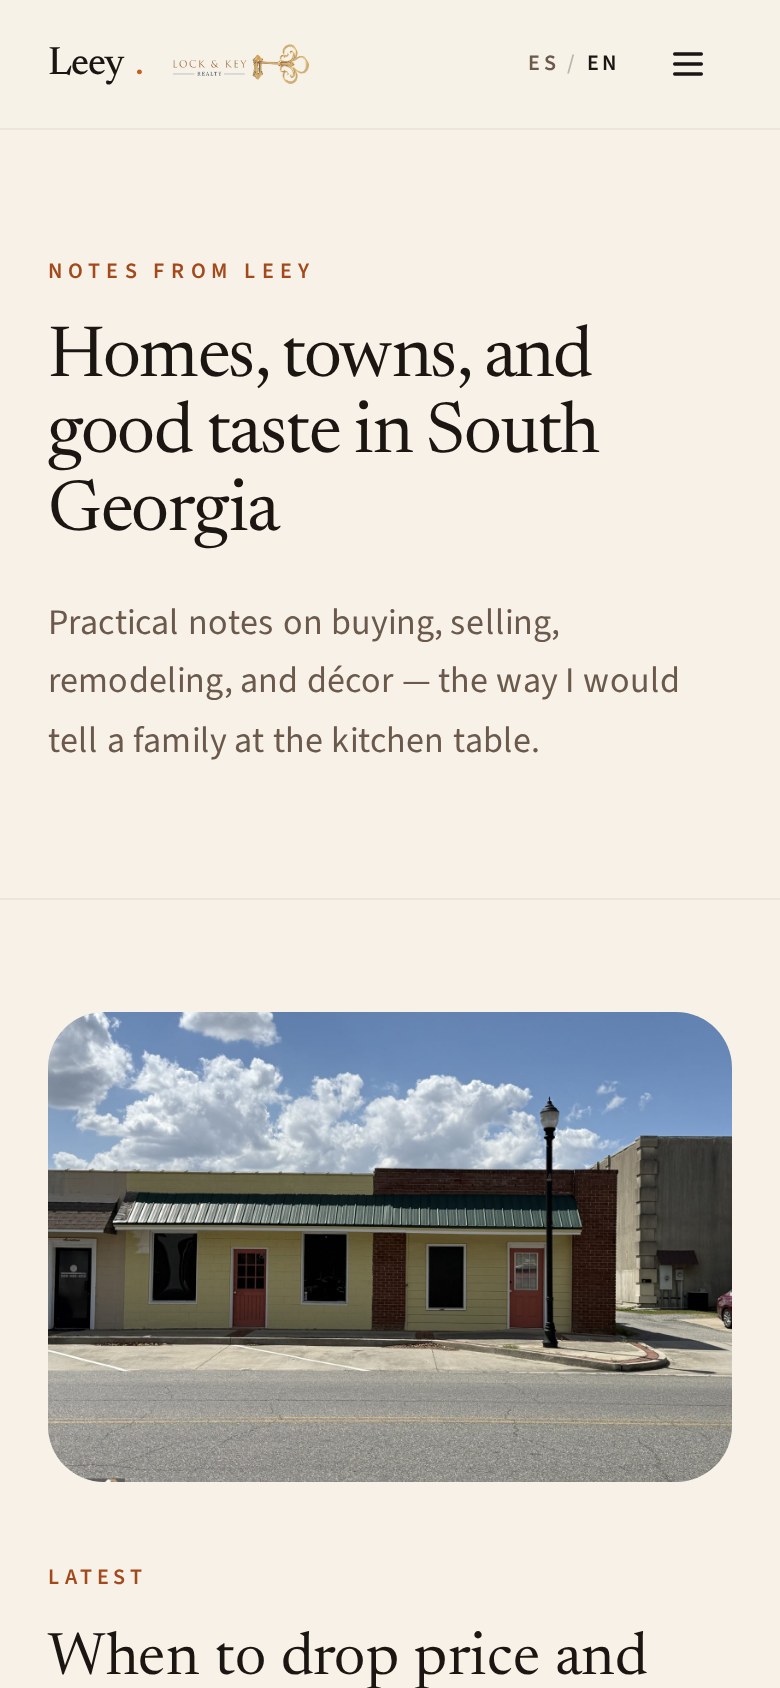 Leey .
LOCK & KEY
REALTY
ES / EN
NOTES FROM LEEY
Homes, towns, and
good taste in South
Georgia
Practical notes on buying, selling,
remodeling, and décor — the way I would
tell a family at the kitchen table.
LATEST
When to drop price and